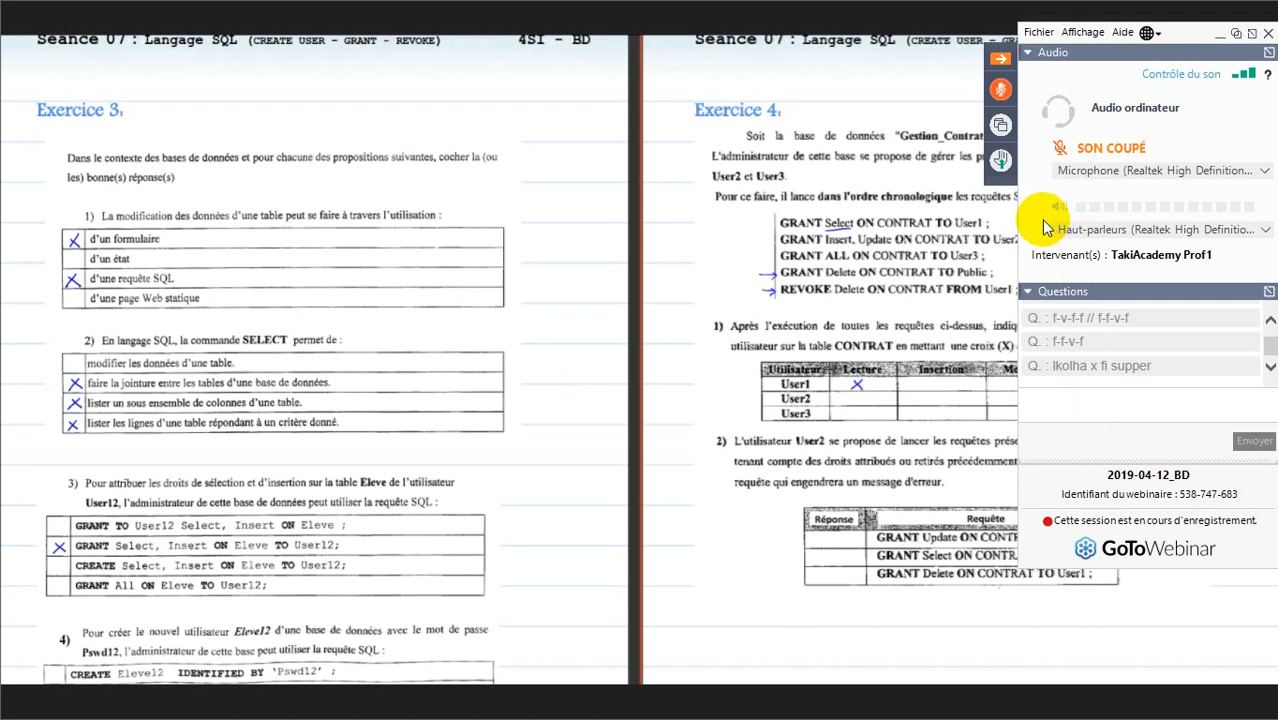 Séance 07 : Langage SQL (CREATE USER – GRANT – REVOKE) 4SI – BD
Exercice 3:
Dans le contexte des bases de données et pour chacune des propositions suivantes, cocher la (ou
les) bonne(s) réponse(s)
1) La modification des données d'une table peut se faire à travers l'utilisation :
X d'un formulaire
d'un état
X d'une requête SQL
d'une page Web statique
2) En langage SQL, la commande SELECT permet de :
modifier les données d'une table.
X faire la jointure entre les tables d'une base de données.
X lister un sous ensemble de colonnes d'une table.
X lister les lignes d'une table répondant à un critère donné.
3) Pour attribuer les droits de sélection et d'insertion sur la table Eleve de l'utilisateur
User12, l'administrateur de cette base de données peut utiliser la requête SQL :
GRANT TO User12 Select, Insert ON Eleve ;
X GRANT Select, Insert ON Eleve TO User12;
CREATE Select, Insert ON Eleve TO User12;
GRANT All ON Eleve TO User12;
4) Pour créer le nouvel utilisateur Eleve12 d'une base de données avec le mot de passe
Pswd12, l'administrateur de cette base peut utiliser la requête SQL :
CREATE Eleve12 IDENTIFIED BY 'Pswd12' ;
Séance 07 : Langage SQL (CREATE USER – GRANT
Exercice 4:
Soit la base de données "Gestion_Contrat
L'administrateur de cette base se propose de gérer les
User2 et User3.
Pour ce faire, il lance dans l'ordre chronologique les requêtes
GRANT Select ON CONTRAT TO User1 ;
GRANT Insert, Update ON CONTRAT TO User2
GRANT ALL ON CONTRAT TO User3 ;
→ GRANT Delete ON CONTRAT TO Public ;
→ REVOKE Delete ON CONTRAT FROM User1 ;
1) Après l'exécution de toutes les requêtes ci-dessus,
utilisateur sur la table CONTRAT en mettant une croix (X)
Utilisateur Lecture Insertion
User1 X
User2
User3
2) L'utilisateur User2 se propose de lancer les requêtes
tenant compte des droits attribués ou retirés précédemment
requête qui engendrera un message d'erreur.
Réponse Requête
GRANT Update ON CONT
GRANT Select ON CONTR
GRANT Delete ON CONTRAT TO User1 ;
Fichier Affichage Aide
Audio
Contrôle du son ?
Audio ordinateur
SON COUPÉ
Microphone (Realtek High Definition...
Haut-parleurs (Realtek High Definitio...
Intervenant(s) : TakiAcademy Prof1
Questions
Q. : f-v-f-f // f-f-v-f
Q. : f-f-v-f
Q. : lkolha x fi supper
Envoyer
2019-04-12_BD
Identifiant du webinaire : 538-747-683
Cette session est en cours d'enregistrement.
GoToWebinar